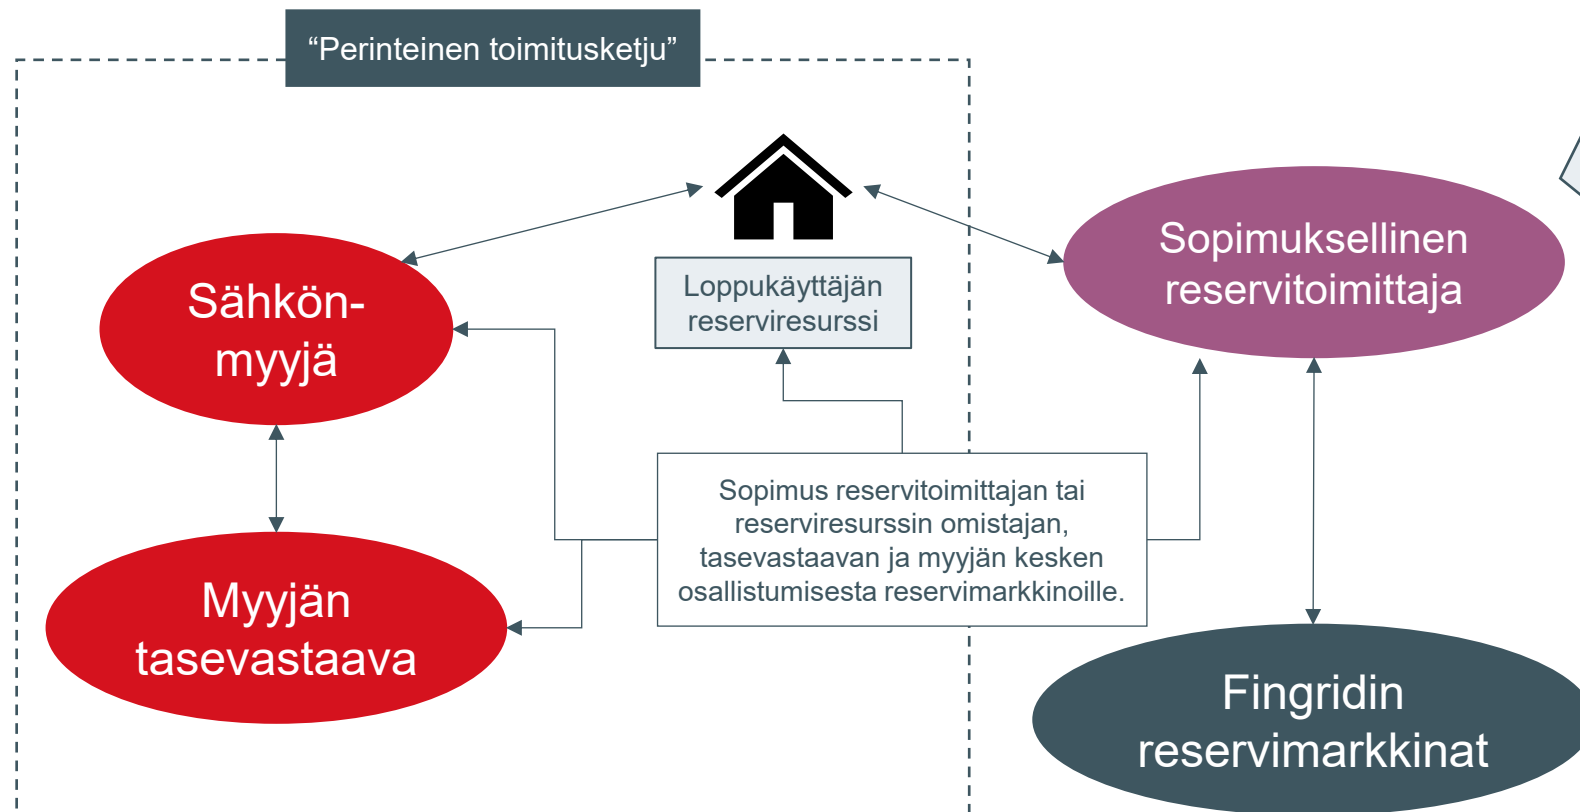 “Perinteinen toimitusketju”
Sähkön-
myyjä
Loppukäyttäjän
reserviresurssi
Sopimuksellinen
reservitoimittaja
Sopimus reservitoimittajan tai
reserviresurssin omistajan,
tasevastaavan ja myyjän kesken
osallistumisesta reservimarkkinoille.
Myyjän
tasevastaava
Fingridin
reservimarkkinat